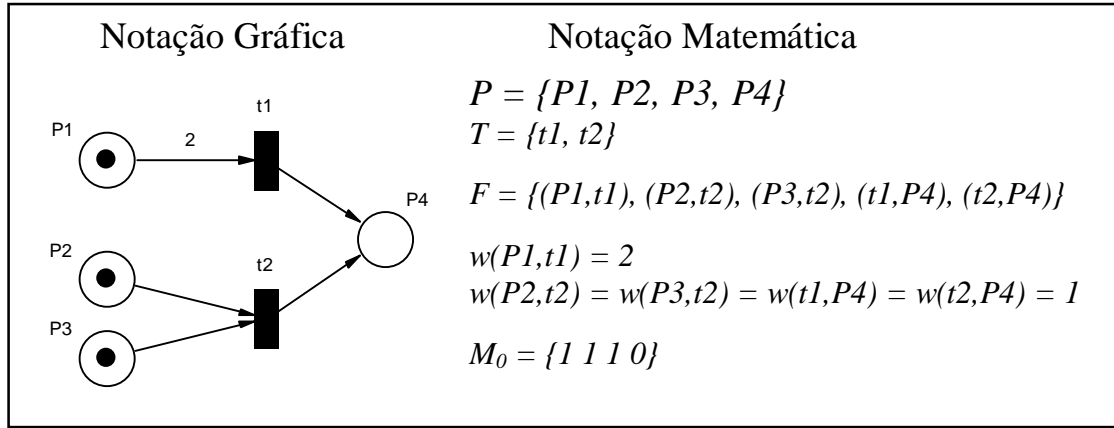 Notação Gráfica
Notação Matemática
t1
P1
2
P4
P2
t2
P3
P = {P1, P2, P3, P4}
T = {t1, t2}
F = {(P1,t1), (P2,t2), (P3,t2), (t1,P4), (t2,P4)}
w(P1,t1) = 2
w(P2,t2) = w(P3,t2) = w(t1,P4) = w(t2,P4) = 1
M₀ = {1 1 1 0}